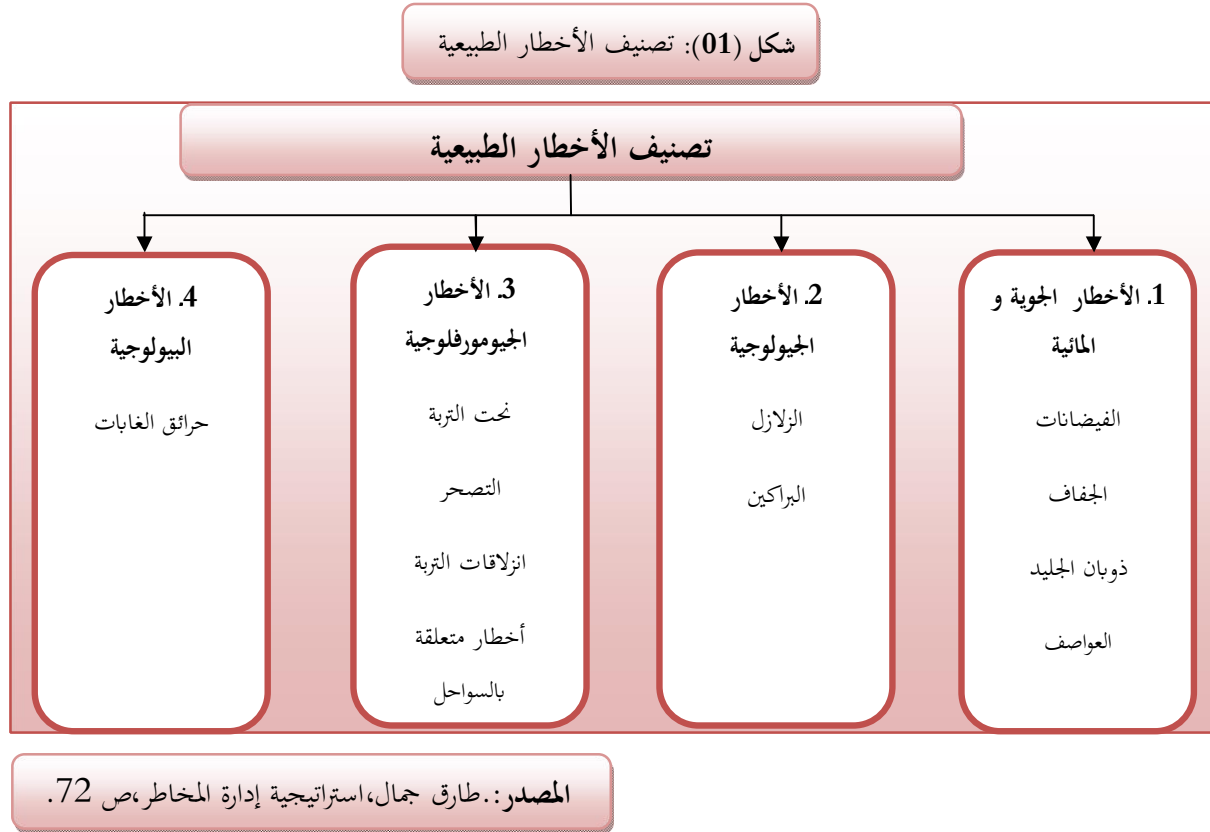 شكل (01): تصنيف الأخطار الطبيعية
تصنيف الأخطار الطبيعية
1. الأخطار الجوية و
المائية
الفيضانات
الجفاف
ذوبان الجليد
العواصف
2. الأخطار
الجيولوجية
الزلازل
البراكين
3. الأخطار
الجيومورفلوجية
نحت التربة
التصحر
انزلاقات التربة
أخطار متعلقة
بالسواحل
4. الأخطار
البيولوجية
حرائق الغابات
المصدر:.طارق جمال،استراتيجية إدارة المخاطر،ص 72.